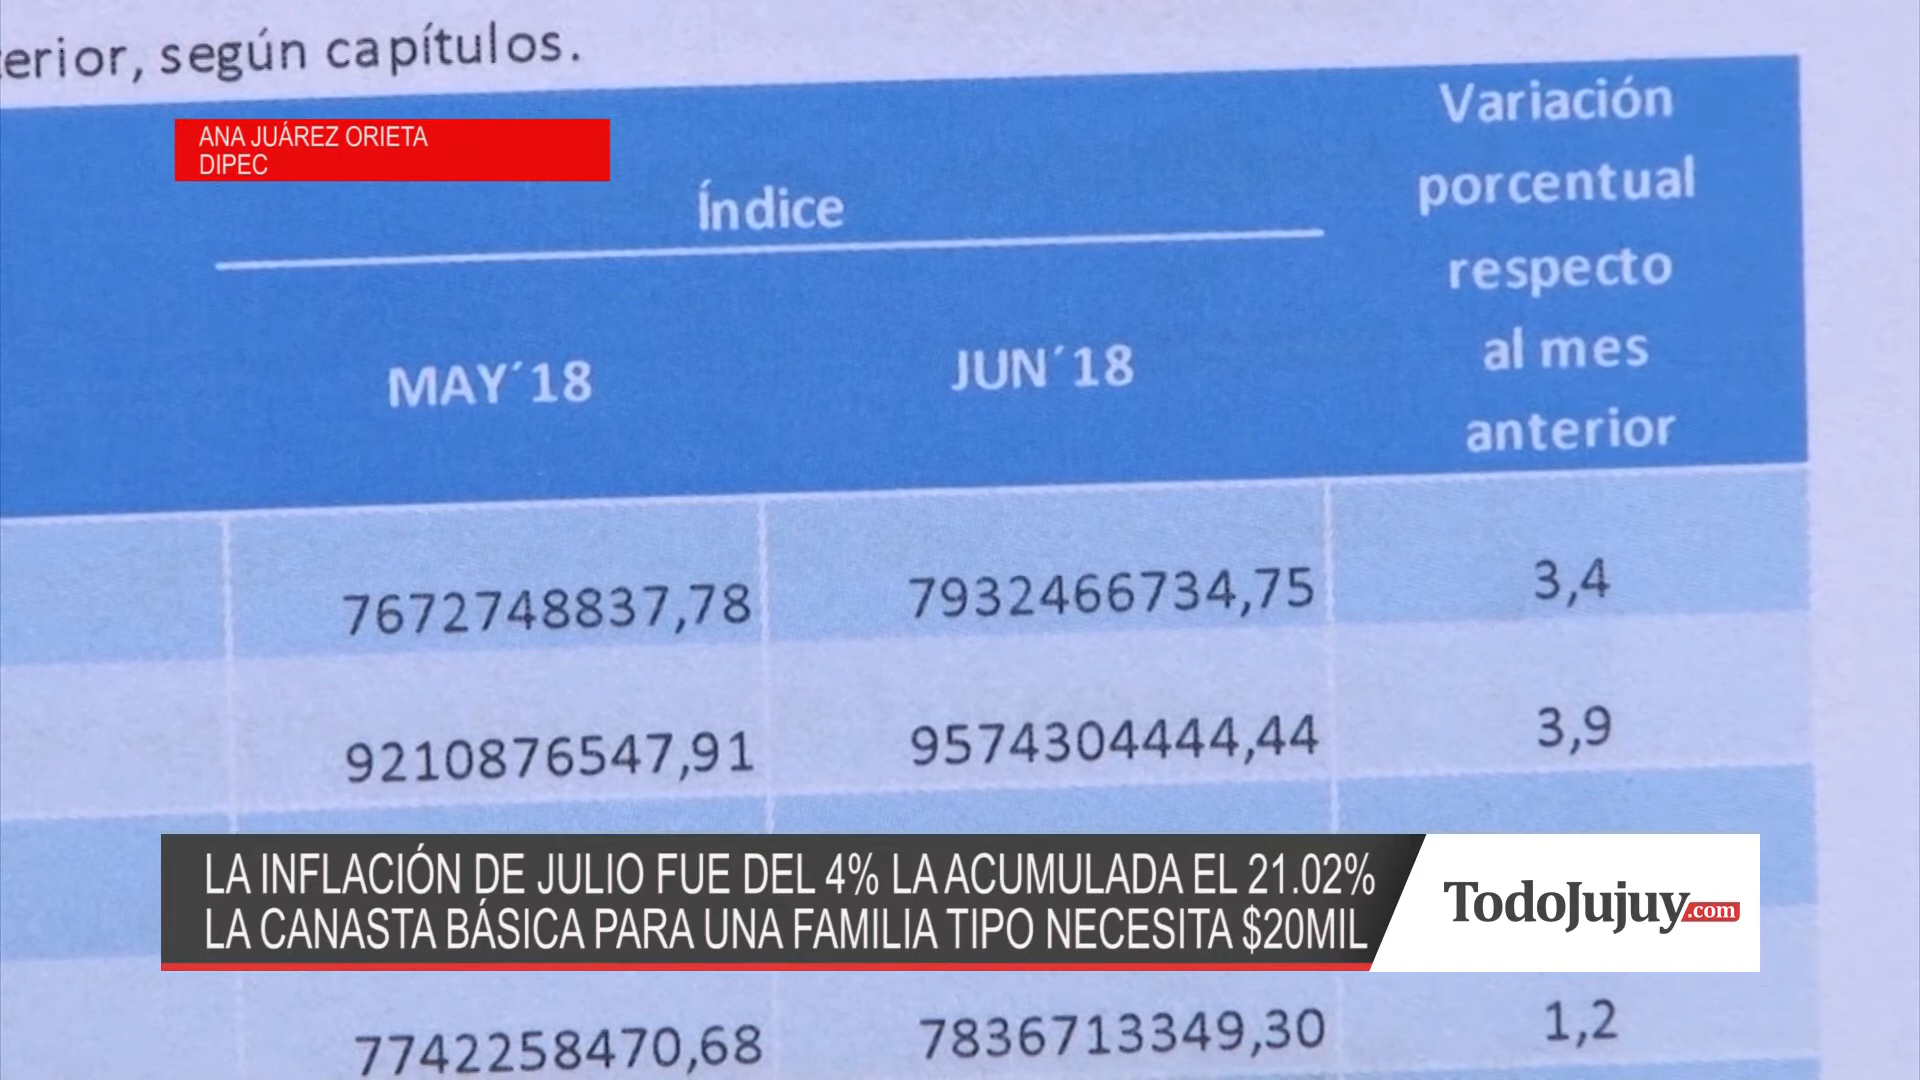 erior, según capítulos.
ANA JUÁREZ ORIETA
DIPEC
Índice
MAY´18
JUN´18
Variación
porcentual
respecto
al mes
anterior
7672748837,78 7932466734,75 3,4
9210876547,91 9574304444,44 3,9
LA INFLACIÓN DE JULIO FUE DEL 4% LA ACUMULADA EL 21.02%
LA CANASTA BÁSICA PARA UNA FAMILIA TIPO NECESITA $20MIL
TodoJujuy.com
7742258470,68 7836713349,30 1,2